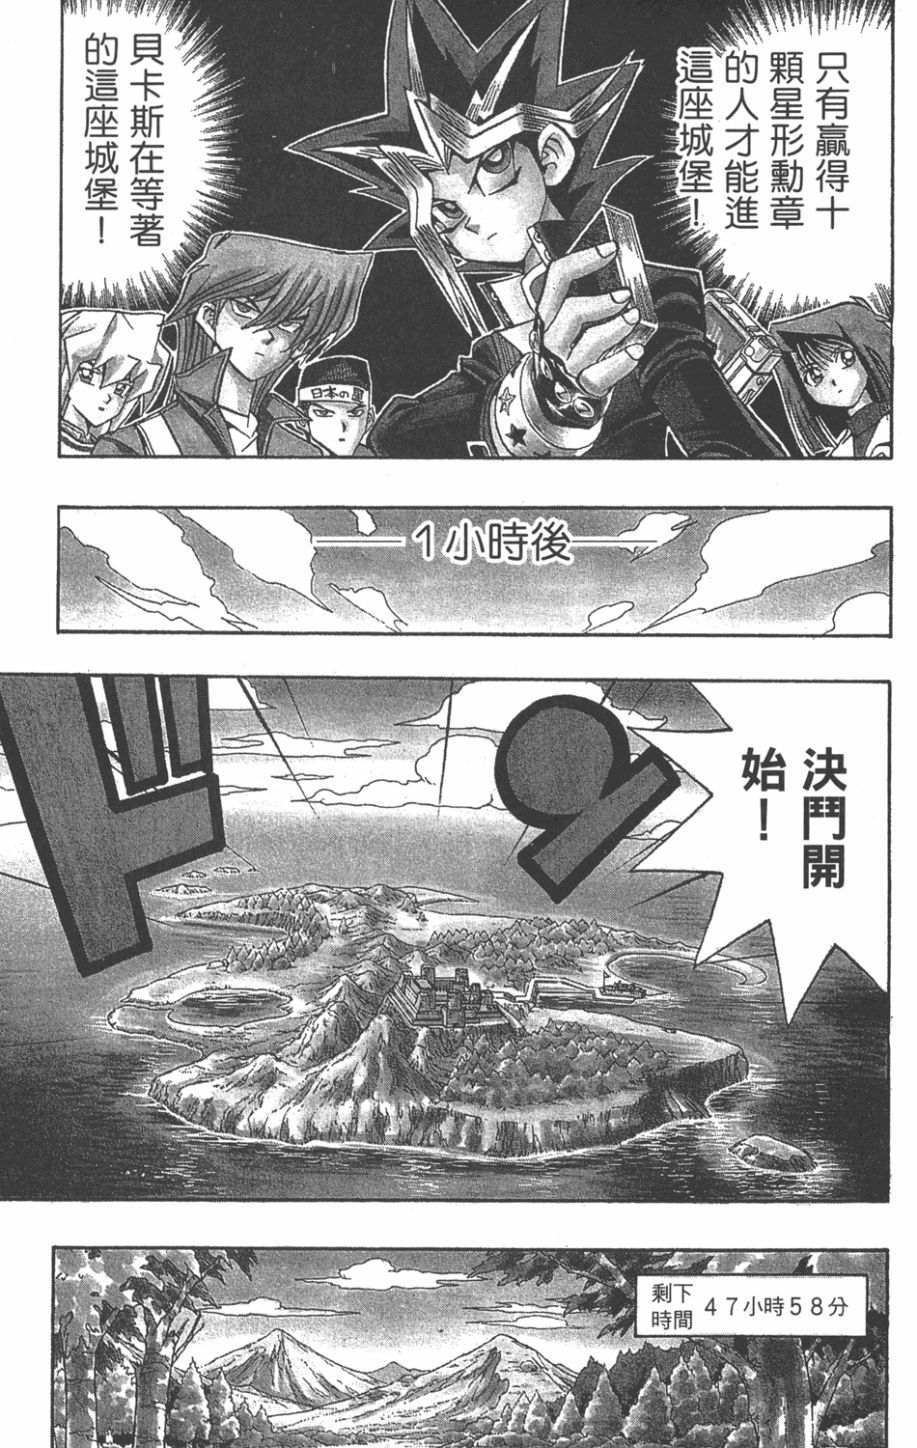 只有贏得十
顆星形勳章
的人才能進
這座城堡！
貝卡斯在等著
的這座城堡！
日本の星
1小時後
決鬥開
始！
ドン
剩下
時間
47小時58分